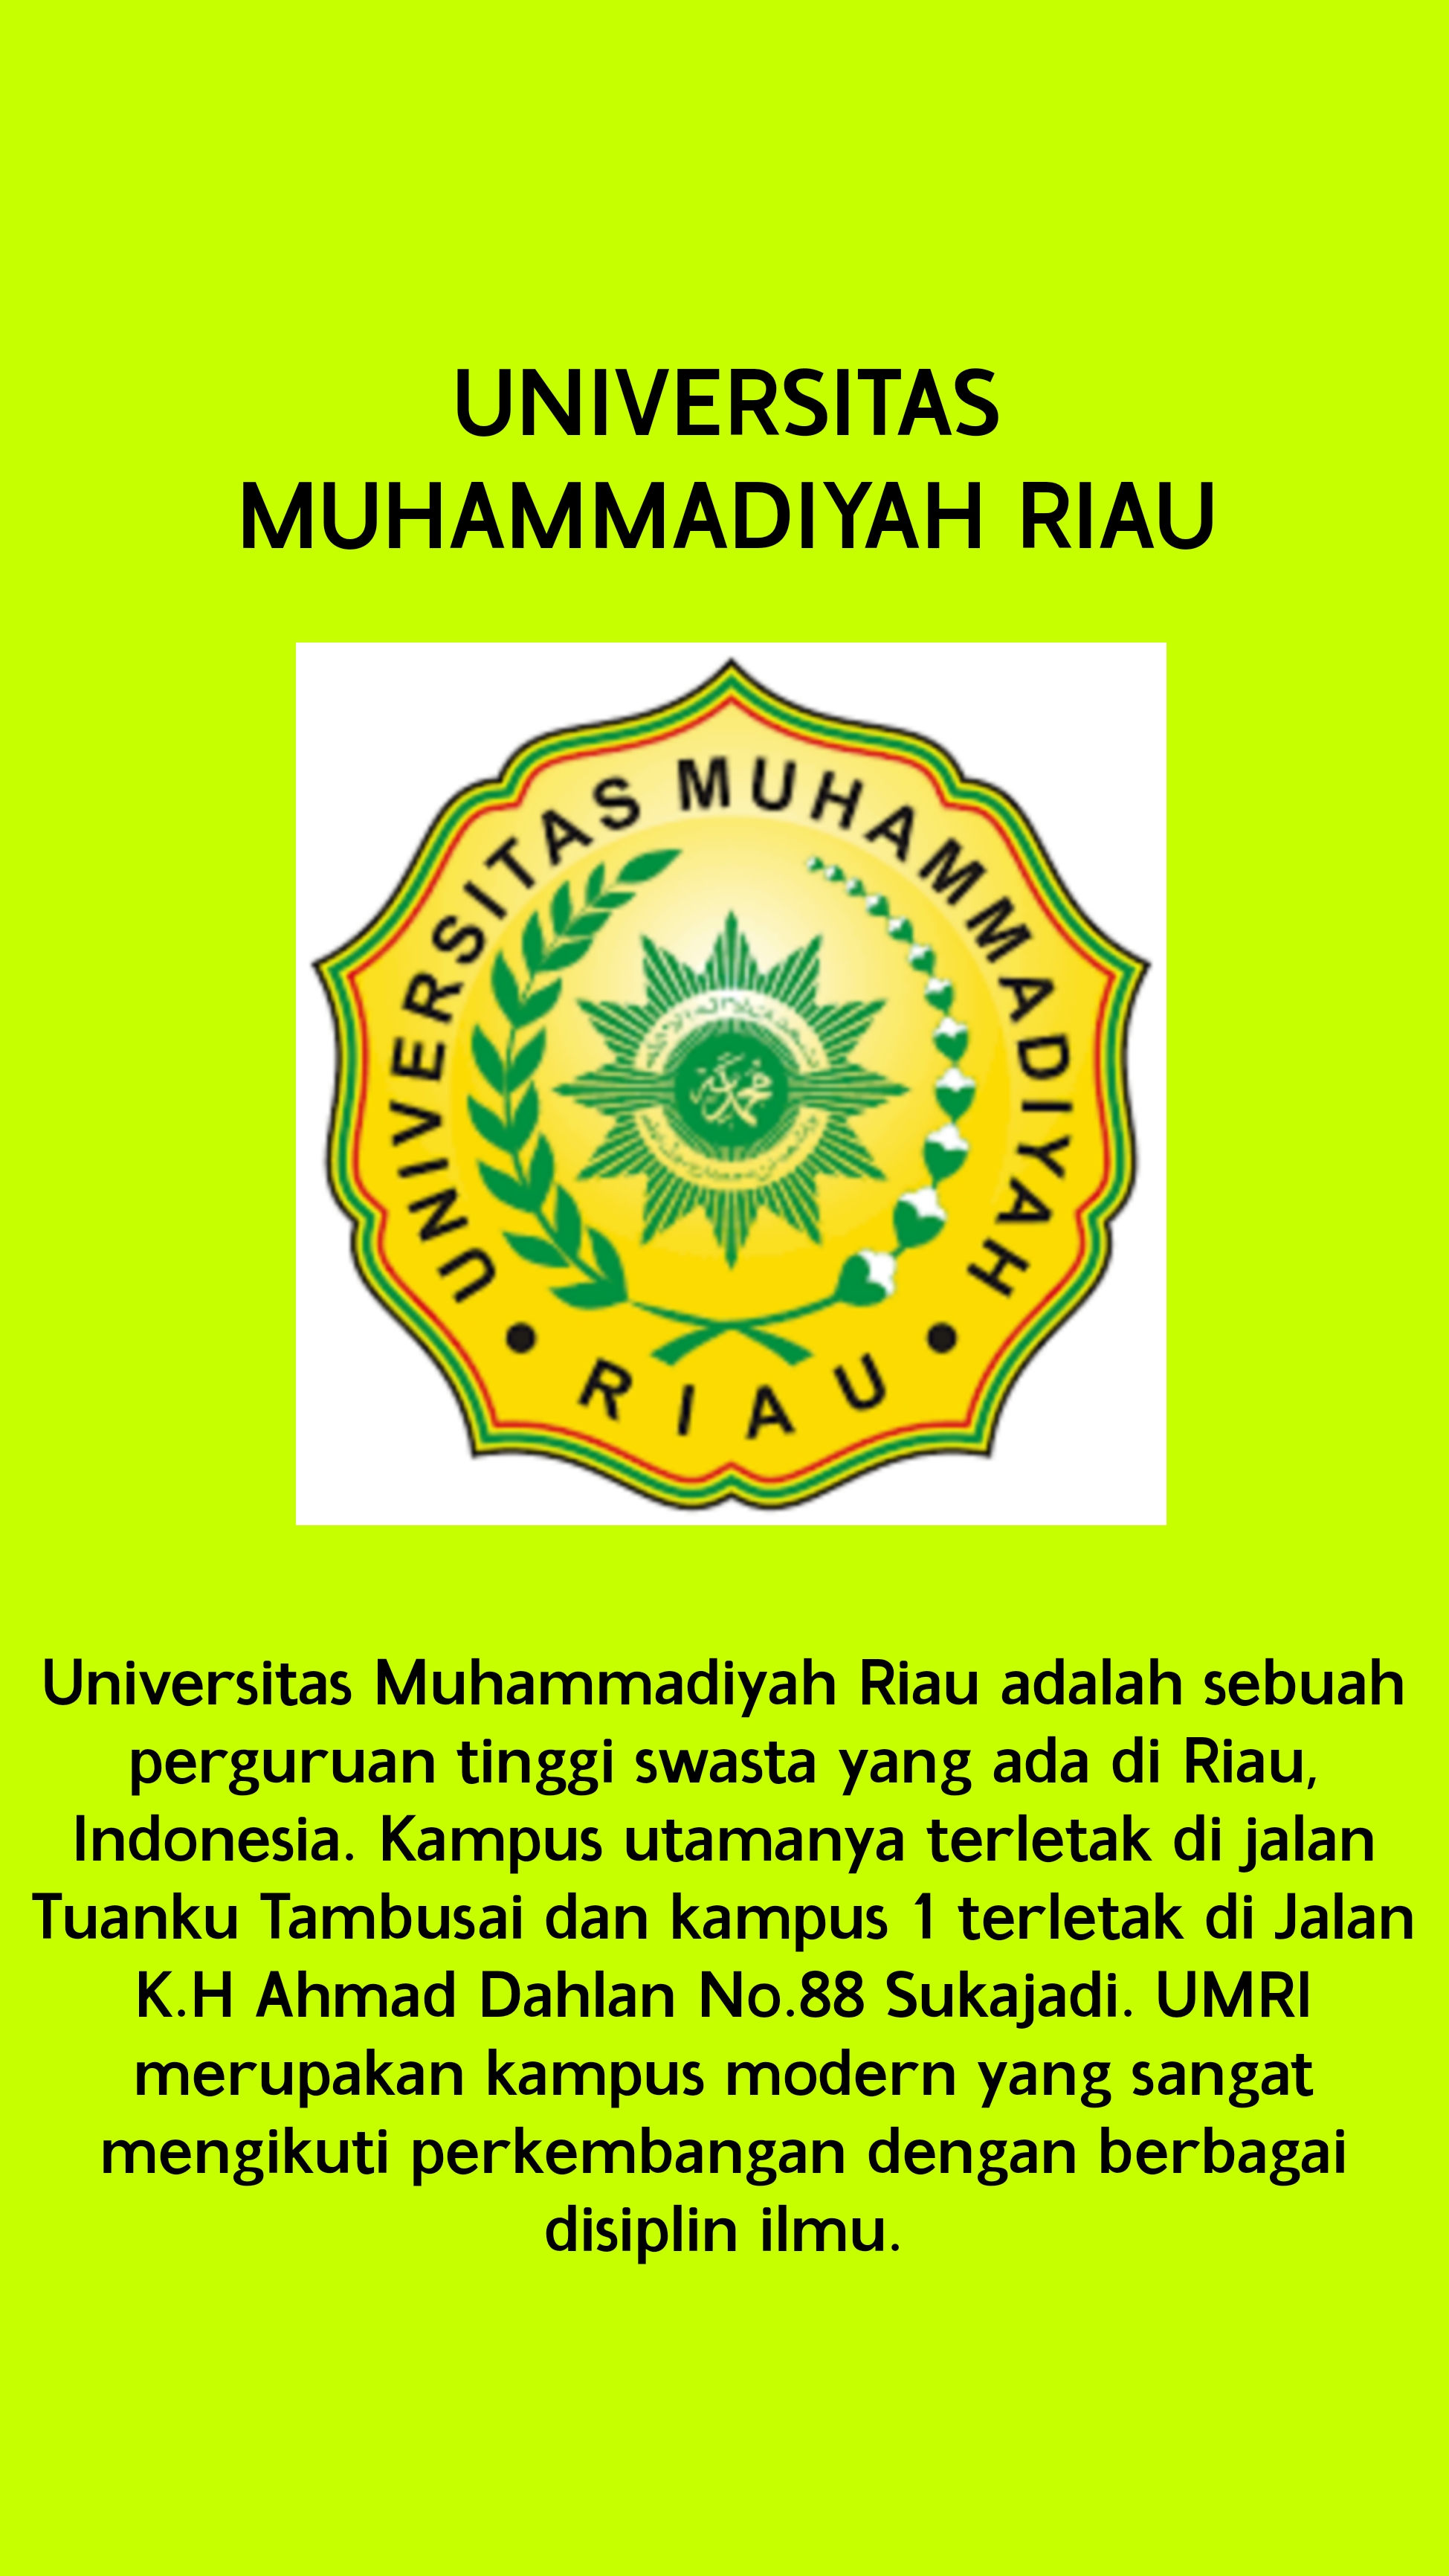 UNIVERSITAS
MUHAMMADIYAH RIAU
UNIVERSITAS MUHAMMADIYAH
• RIAU •
محمدية
Universitas Muhammadiyah Riau adalah sebuah
perguruan tinggi swasta yang ada di Riau,
Indonesia. Kampus utamanya terletak di jalan
Tuanku Tambusai dan kampus 1 terletak di Jalan
K.H Ahmad Dahlan No.88 Sukajadi. UMRI
merupakan kampus modern yang sangat
mengikuti perkembangan dengan berbagai
disiplin ilmu.